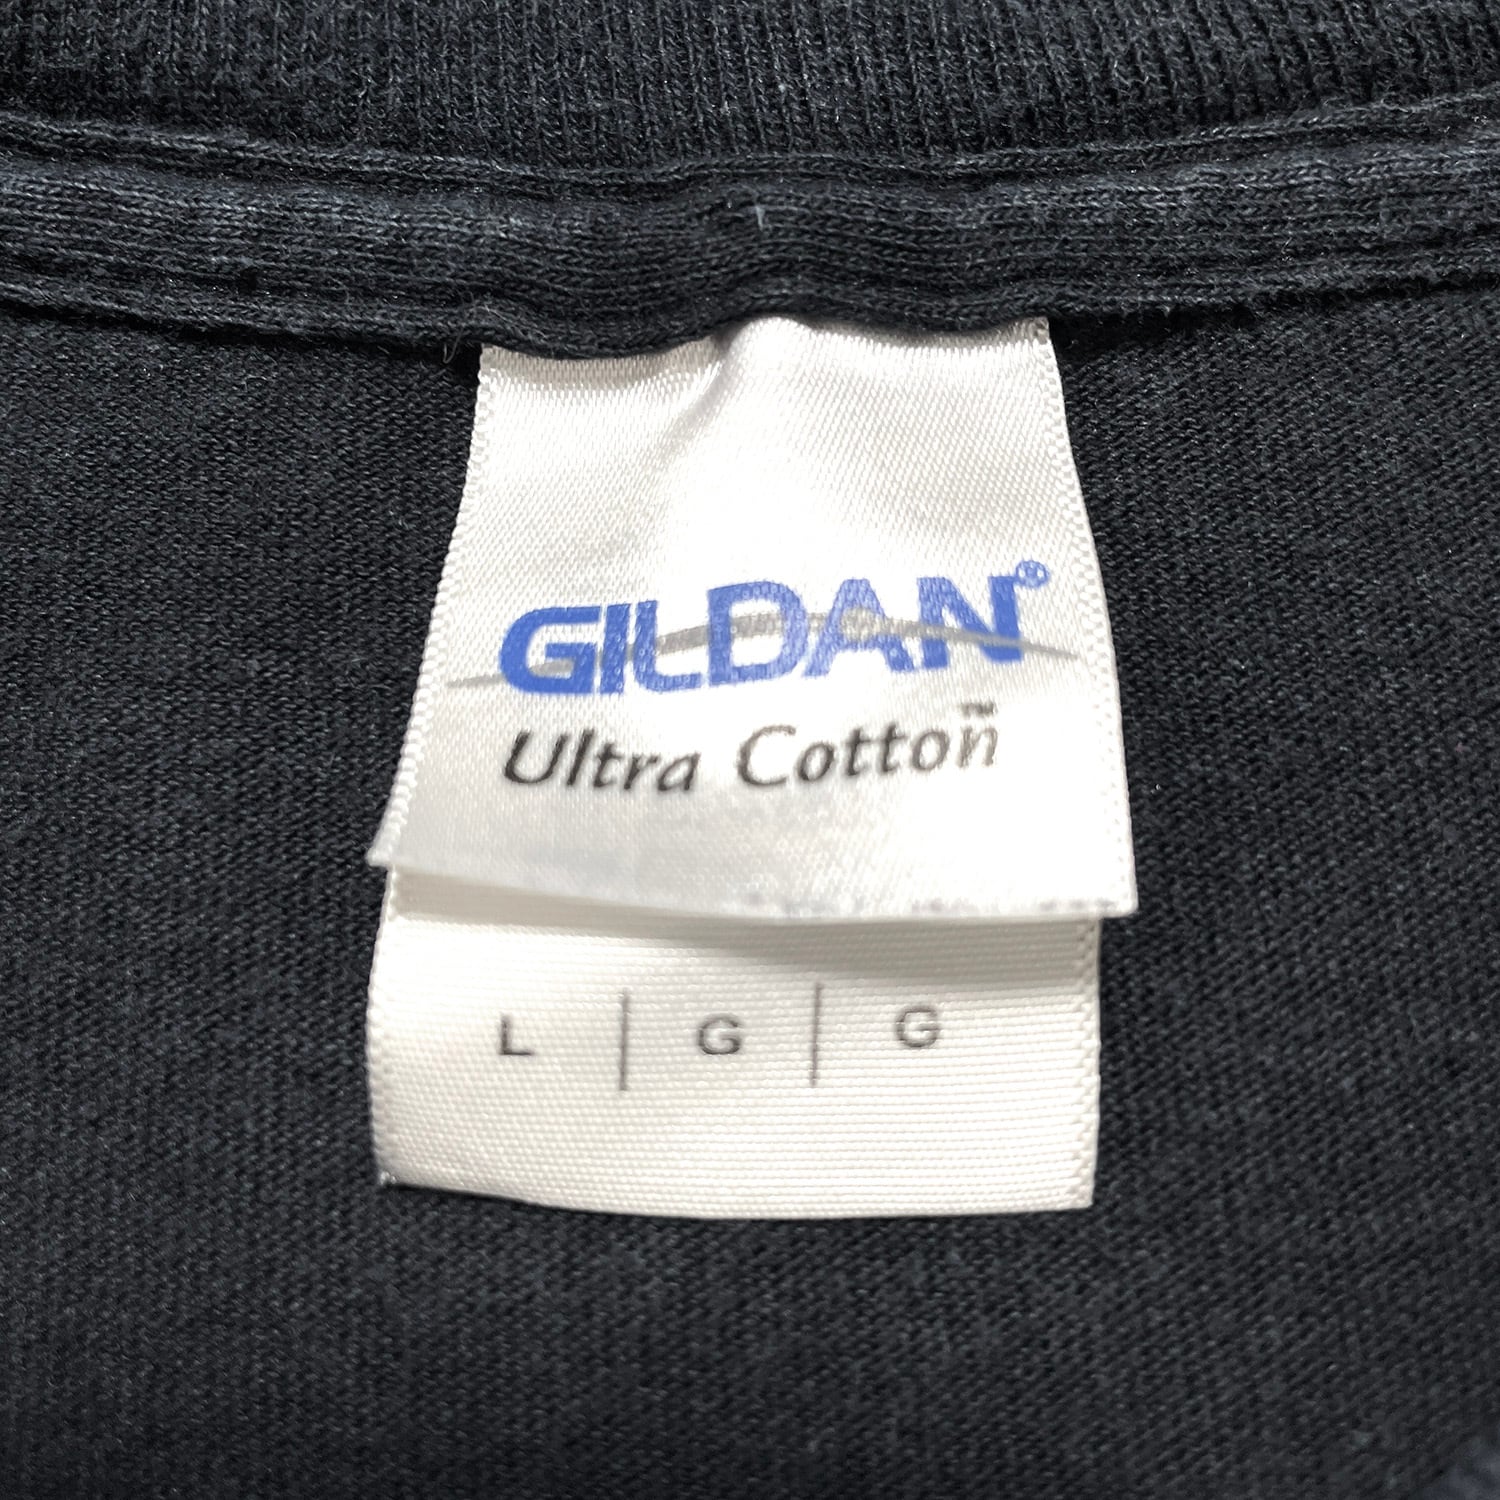 GILDAN®
Ultra Cotton™
L | G | G